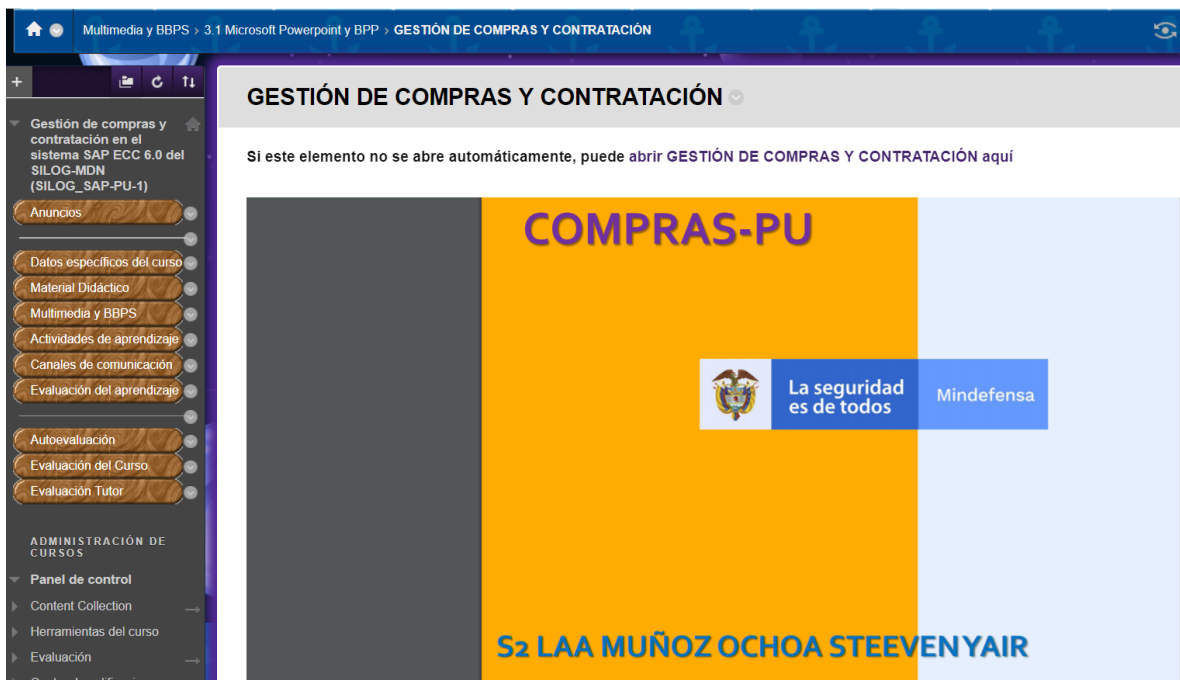 Multimedia y BBPS > 3.1 Microsoft Powerpoint y BPP > GESTIÓN DE COMPRAS Y CONTRATACIÓN
Gestión de compras y
contratación en el
sistema SAP ECC 6.0 del
SILOG-MDN
(SILOG_SAP-PU-1)
Anuncios
Datos específicos del curso
Material Didáctico
Multimedia y BBPS
Actividades de aprendizaje
Canales de comunicación
Evaluación del aprendizaje
Autoevaluación
Evaluación del Curso
Evaluación Tutor
ADMINISTRACIÓN DE
CURSOS
Panel de control
Content Collection
Herramientas del curso
Evaluación
GESTIÓN DE COMPRAS Y CONTRATACIÓN
Si este elemento no se abre automáticamente, puede abrir GESTIÓN DE COMPRAS Y CONTRATACIÓN aquí
COMPRAS-PU
La seguridad
es de todos
Mindefensa
S2 LAA MUÑOZ OCHOA STEEVEN YAIR